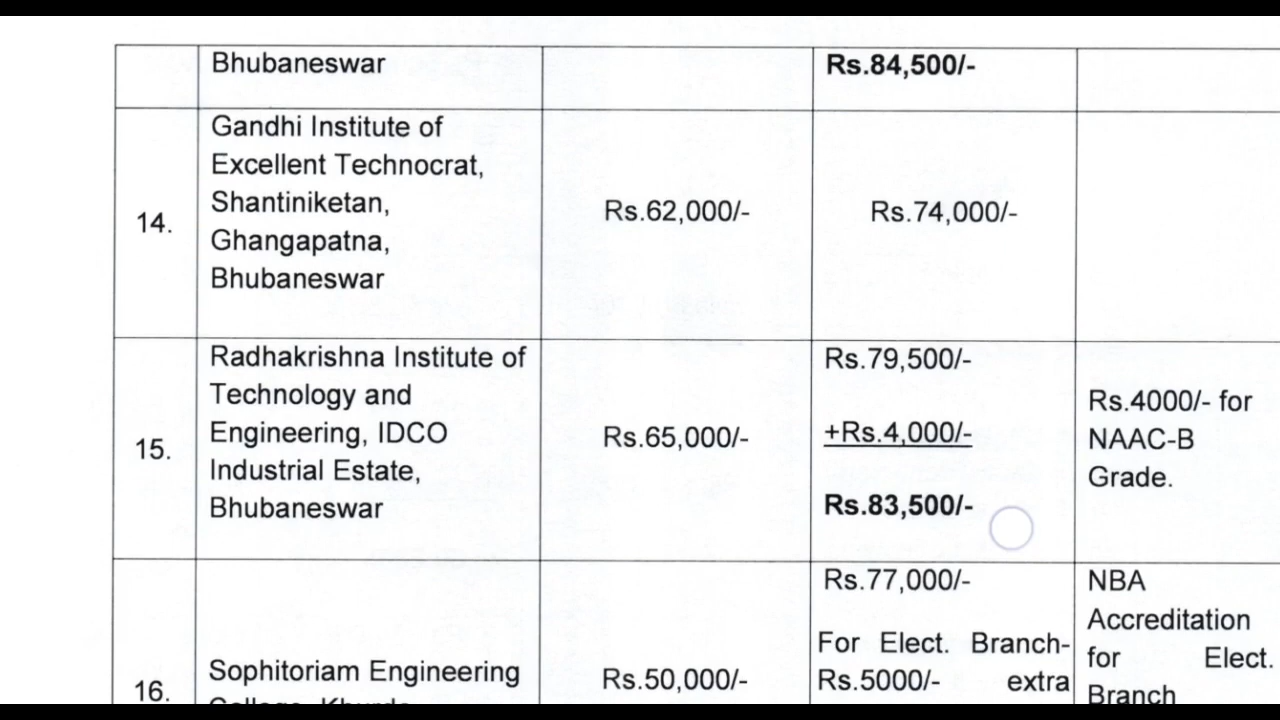 Bhubaneswar
Rs.84,500/-
14.
Gandhi Institute of
Excellent Technocrat,
Shantiniketan,
Ghangapatna,
Bhubaneswar
Rs.62,000/-
Rs.74,000/-
15.
Radhakrishna Institute of
Technology and
Engineering, IDCO
Industrial Estate,
Bhubaneswar
Rs.65,000/-
Rs.79,500/-
+Rs.4,000/-
Rs.83,500/-
Rs.4000/- for
NAAC-B
Grade.
16.
Sophitoriam Engineering
College, Khurda
Rs.50,000/-
Rs.77,000/-
For Elect. Branch-
Rs.5000/- extra
NBA
Accreditation
for Elect.
Branch